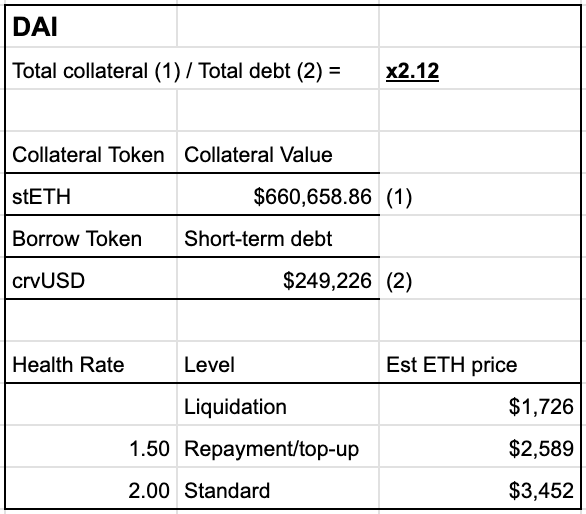 DAI
Total collateral (1) / Total debt (2) = x2.12
Collateral Token Collateral Value
stETH $660,658.86 (1)
Borrow Token Short-term debt
crvUSD $249,226 (2)
Health Rate Level Est ETH price
Liquidation $1,726
1.50 Repayment/top-up $2,589
2.00 Standard $3,452